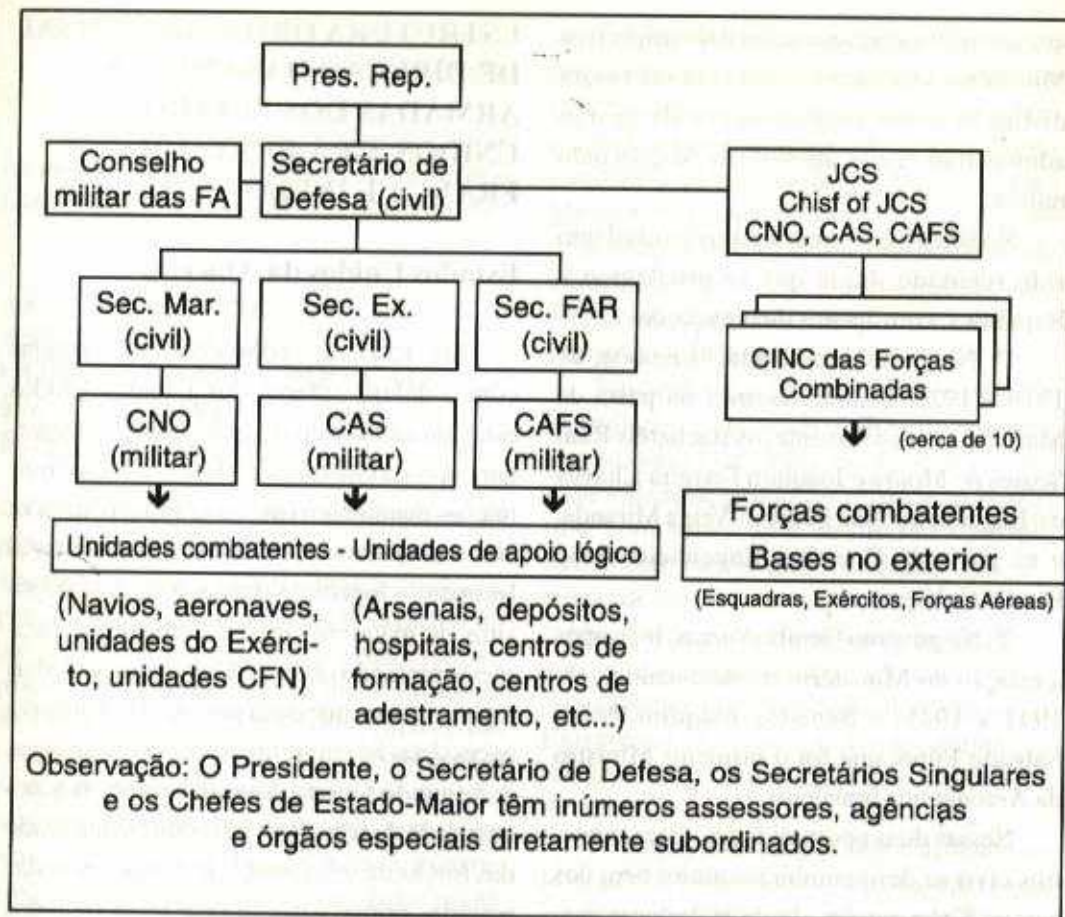 Pres. Rep.
Conselho
militar das FA
Secretário de
Defesa (civil)
JCS
Chisf of JCS
CNO, CAS, CAFS
Sec. Mar.
(civil)
Sec. Ex.
(civil)
Sec. FAR
(civil)
CINC das Forças
Combinadas
(cerca de 10)
CNO
(militar)
CAS
(militar)
CAFS
(militar)
Unidades combatentes - Unidades de apoio lógico
(Navios, aeronaves,
unidades do Exérci-
to, unidades CFN)
(Arsenais, depósitos,
hospitais, centros de
formação, centros de
adestramento, etc...)
Forças combatentes
Bases no exterior
(Esquadras, Exércitos, Forças Aéreas)
Observação: O Presidente, o Secretário de Defesa, os Secretários Singulares
e os Chefes de Estado-Maior têm inúmeros assessores, agências
e órgãos especiais diretamente subordinados.